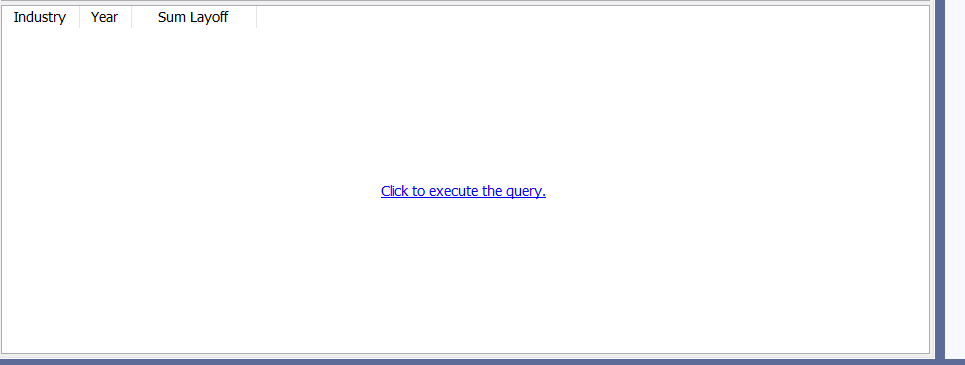 Industry Year Sum Layoff
Click to execute the query.